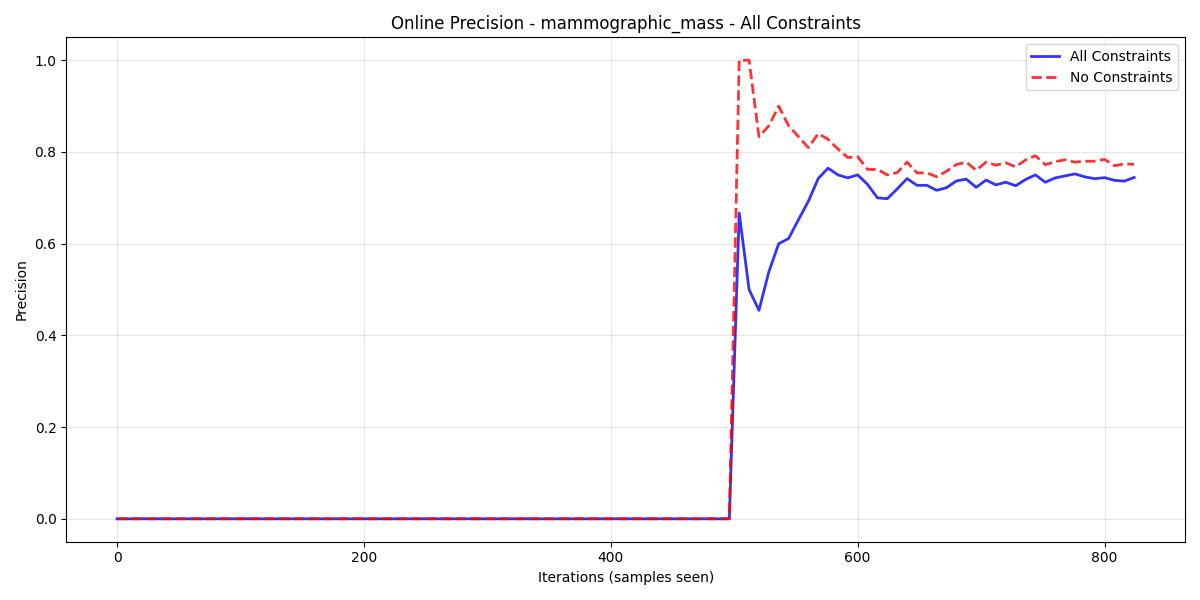 Online Precision - mammographic_mass - All Constraints
All Constraints
No Constraints
Precision
1.0
0.8
0.6
0.4
0.2
0.0
0 200 400 600 800
Iterations (samples seen)